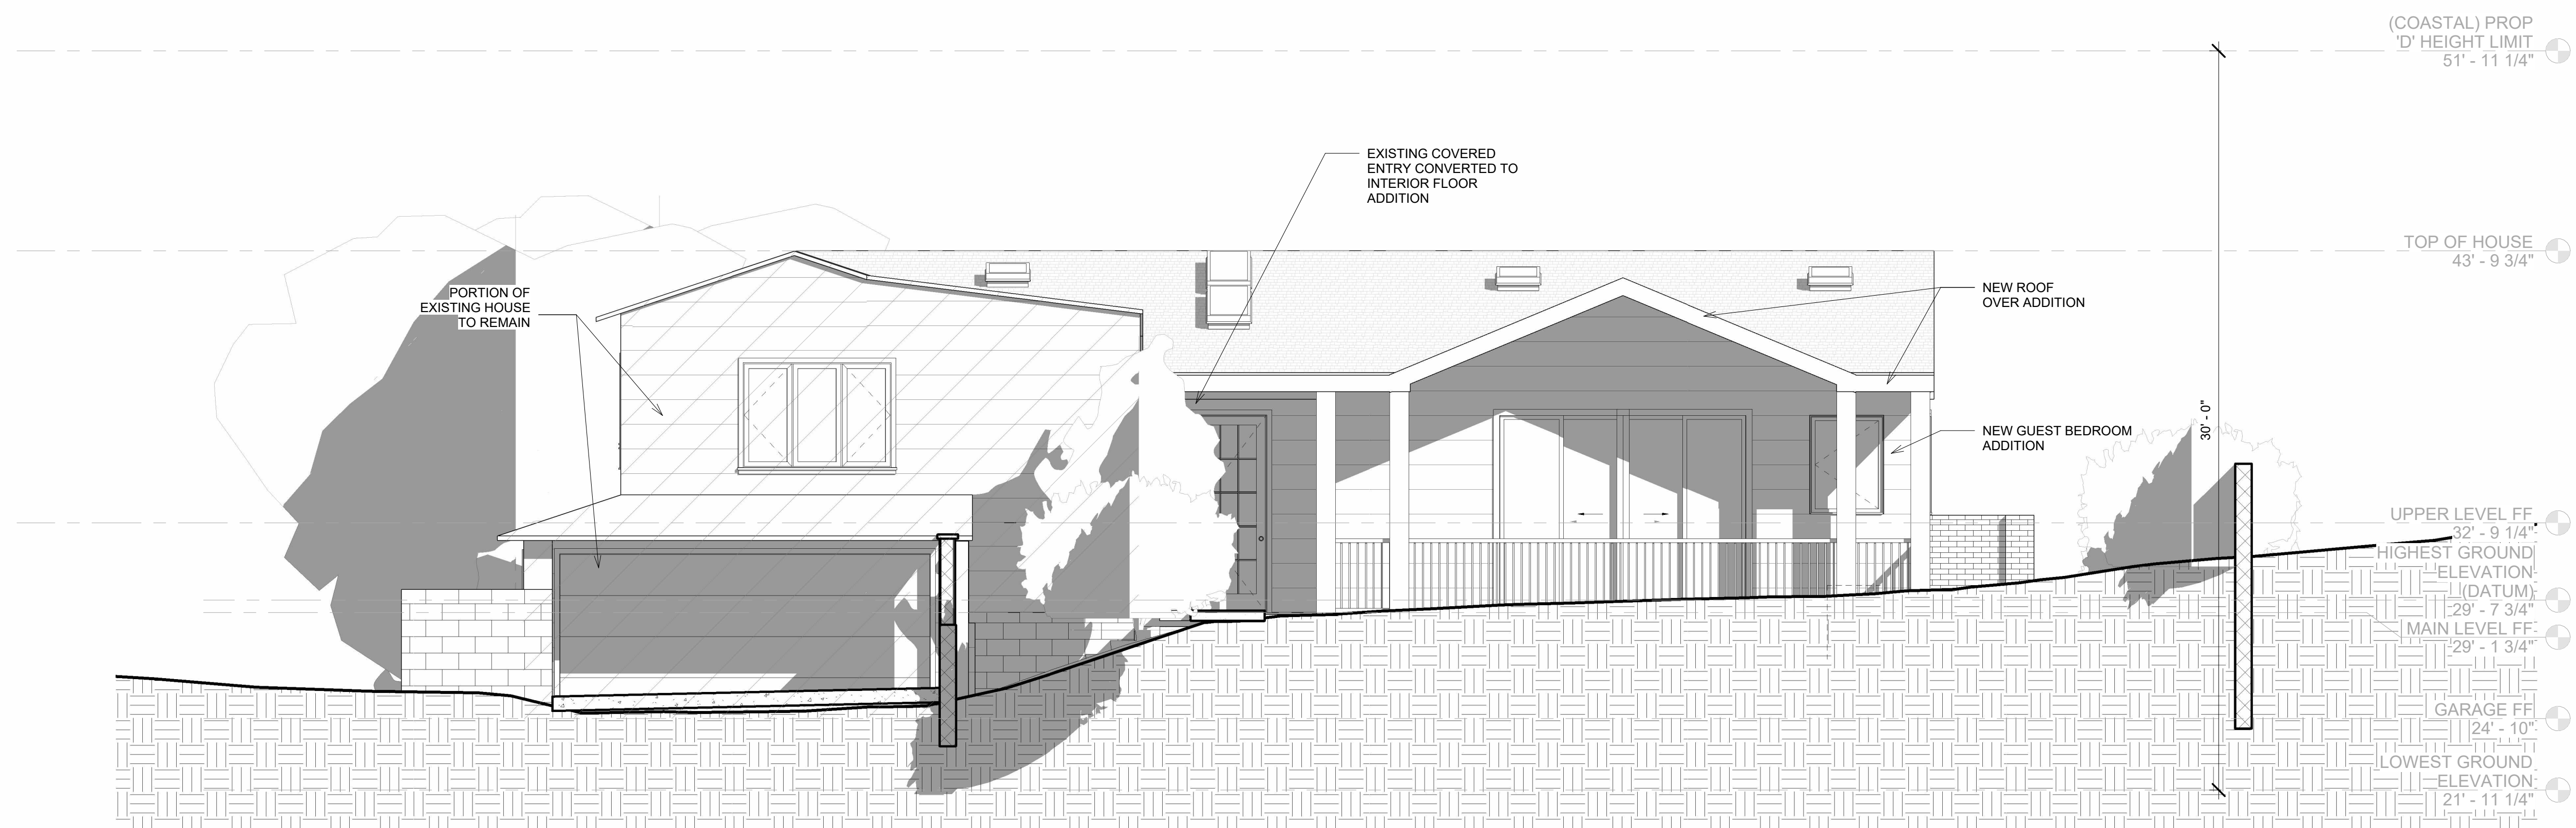 (COASTAL) PROP
'D' HEIGHT LIMIT
51' - 11 1/4"
EXISTING COVERED
ENTRY CONVERTED TO
INTERIOR FLOOR
ADDITION
TOP OF HOUSE
43' - 9 3/4"
PORTION OF
EXISTING HOUSE
TO REMAIN
NEW ROOF
OVER ADDITION
30' - 0"
NEW GUEST BEDROOM
ADDITION
UPPER LEVEL FF
32' - 9 1/4"
HIGHEST GROUND
ELEVATION
(DATUM)
29' - 7 3/4"
MAIN LEVEL FF
29' - 1 3/4"
GARAGE FF
24' - 10"
LOWEST GROUND
ELEVATION
21' - 11 1/4"